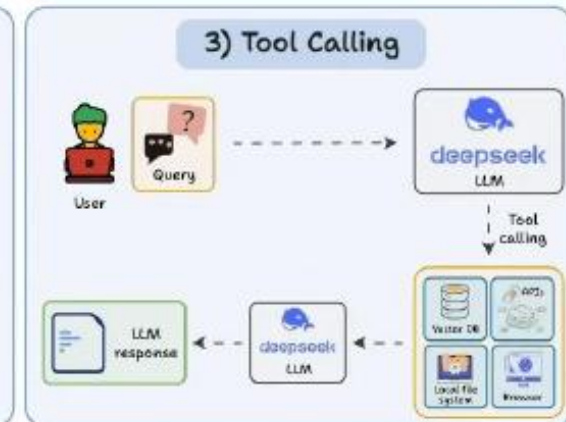 3) Tool Calling
Query
User
deepseek
LLM
Tool
calling
Vector DB
APIs
Local file
system
Browser
deepseek
LLM
LLM
response